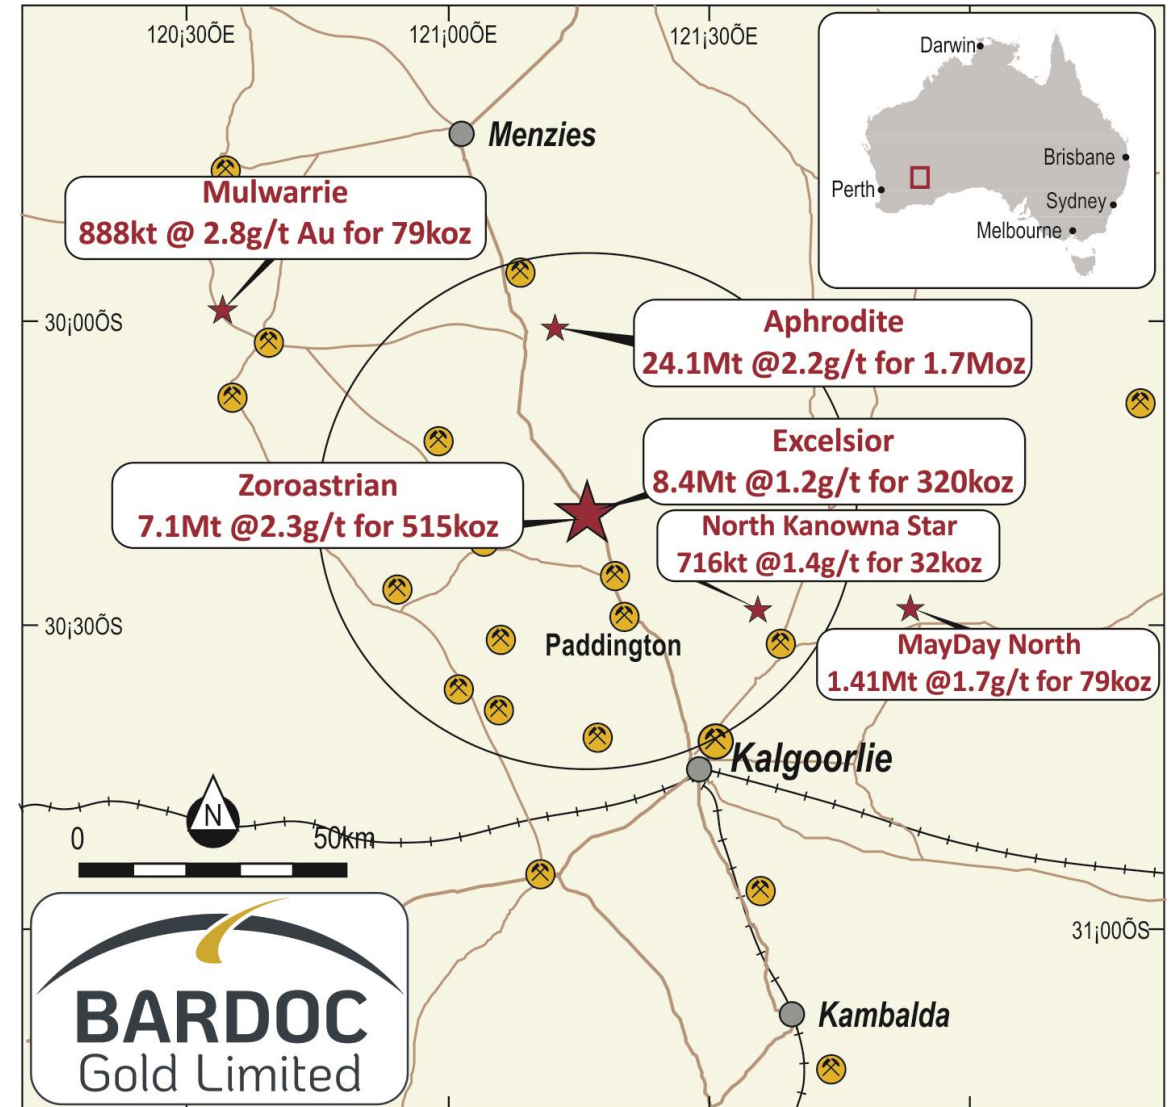 120¡30ÕE
121¡00ÕE
121¡30ÕE
Darwin
Brisbane
Perth
Sydney
Melbourne
Menzies
Mulwarrie
888kt @ 2.8g/t Au for 79koz
30¡00ÕS
Aphrodite
24.1Mt @2.2g/t for 1.7Moz
Excelsior
8.4Mt @1.2g/t for 320koz
Zoroastrian
7.1Mt @2.3g/t for 515koz
North Kanowna Star
716kt @1.4g/t for 32koz
30¡30ÕS
Paddington
MayDay North
1.41Mt @1.7g/t for 79koz
Kalgoorlie
N
0
50km
31¡00ÕS
BARDOC
Gold Limited
Kambalda